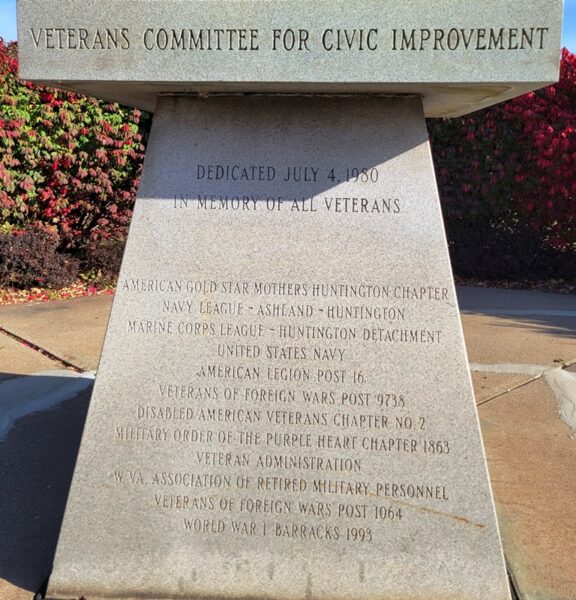 VETERANS COMMITTEE FOR CIVIC IMPROVEMENT
DEDICATED JULY 4, 1980
IN MEMORY OF ALL VETERANS
AMERICAN GOLD STAR MOTHERS HUNTINGTON CHAPTER
NAVY LEAGUE - ASHLAND - HUNTINGTON
MARINE CORPS LEAGUE - HUNTINGTON DETACHMENT
UNITED STATES NAVY
AMERICAN LEGION POST 16
VETERANS OF FOREIGN WARS POST 9738
DISABLED AMERICAN VETERANS CHAPTER NO. 2
MILITARY ORDER OF THE PURPLE HEART CHAPTER 1863
VETERAN ADMINISTRATION
W. VA. ASSOCIATION OF RETIRED MILITARY PERSONNEL
VETERANS OF FOREIGN WARS POST 1064
WORLD WAR I BARRACKS 1993